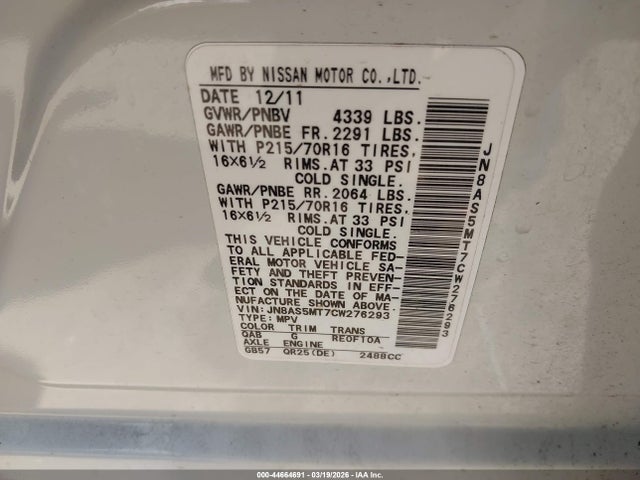 MFD BY NISSAN MOTOR CO.,LTD.
DATE 12/11
GVWR/PNBV 4339 LBS.
GAWR/PNBE FR. 2291 LBS.
WITH P215/70R16 TIRES,
16X6½ RIMS. AT 33 PSI
COLD SINGLE.
GAWR/PNBE RR. 2064 LBS.
WITH P215/70R16 TIRES,
16X6½ RIMS. AT 33 PSI
COLD SINGLE.
THIS VEHICLE CONFORMS
TO ALL APPLICABLE FED-
ERAL MOTOR VEHICLE SA-
FETY AND THEFT PREVEN-
TION STANDARDS IN EFF-
ECT ON THE DATE OF MA-
NUFACTURE SHOWN ABOVE.
VIN: JN8AS5MT7CW276293
TYPE: MPV
COLOR TRIM TRANS
QAB G RE0F10A
AXLE ENGINE
GB57 QR25(DE) 2488CC
JN8AS5MT7CW276293
000-44664691 - 03/19/2026 - IAA Inc.